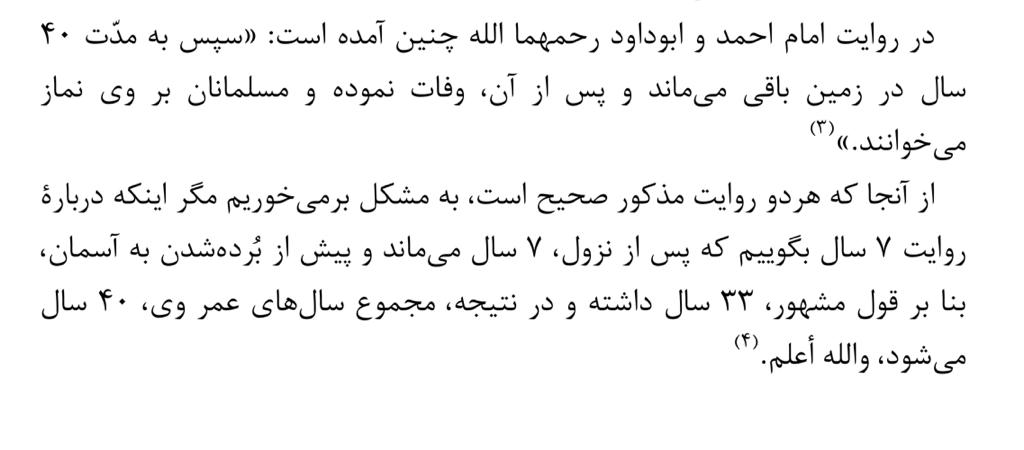 در روایت امام احمد و ابوداود رحمهما الله چنین آمده است: «سپس به مدّت ۴۰
سال در زمین باقی می‌ماند و پس از آن، وفات نموده و مسلمانان بر وی نماز
می‌خوانند.»(۳)
از آنجا که هردو روایت مذکور صحیح است، به مشکل برمی‌خوریم مگر اینکه دربارهٔ
روایت ۷ سال بگوییم که پس از نزول، ۷ سال می‌ماند و پیش از بُرده‌شدن به آسمان،
بنا بر قول مشهور، ۳۳ سال داشته و در نتیجه، مجموع سال‌های عمر وی، ۴۰ سال
می‌شود، والله أعلم.(۴)